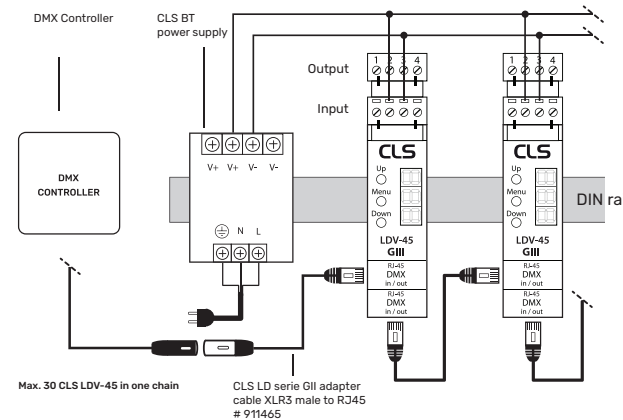 DMX Controller
CLS BT
power supply
Output
1 2 3 4
1 2 3 4
Input
CLS
CLS
V+ V+ V- V-
DMX
CONTROLLER
Up
Menu
Down
Up
Menu
Down
DIN ra
N L
LDV-45
GIII
LDV-45
GIII
RJ-45
DMX
in / out
RJ-45
DMX
in / out
RJ-45
DMX
in / out
RJ-45
DMX
in / out
Max. 30 CLS LDV-45 in one chain
CLS LD serie GII adapter
cable XLR3 male to RJ45
# 911465